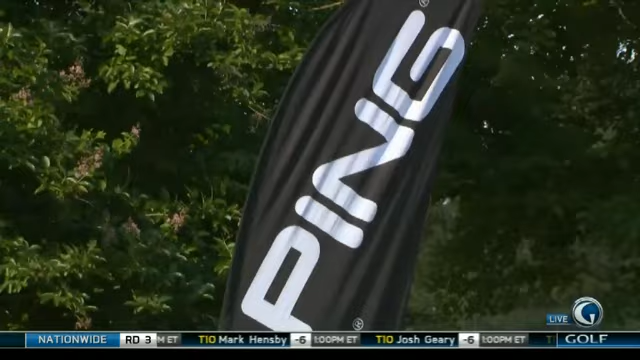 PING
®
®
LIVE
NATIONWIDE RD 3 M ET T10 Mark Hensby -6 1:00PM ET T10 Josh Geary -6 1:00PM ET T GOLF